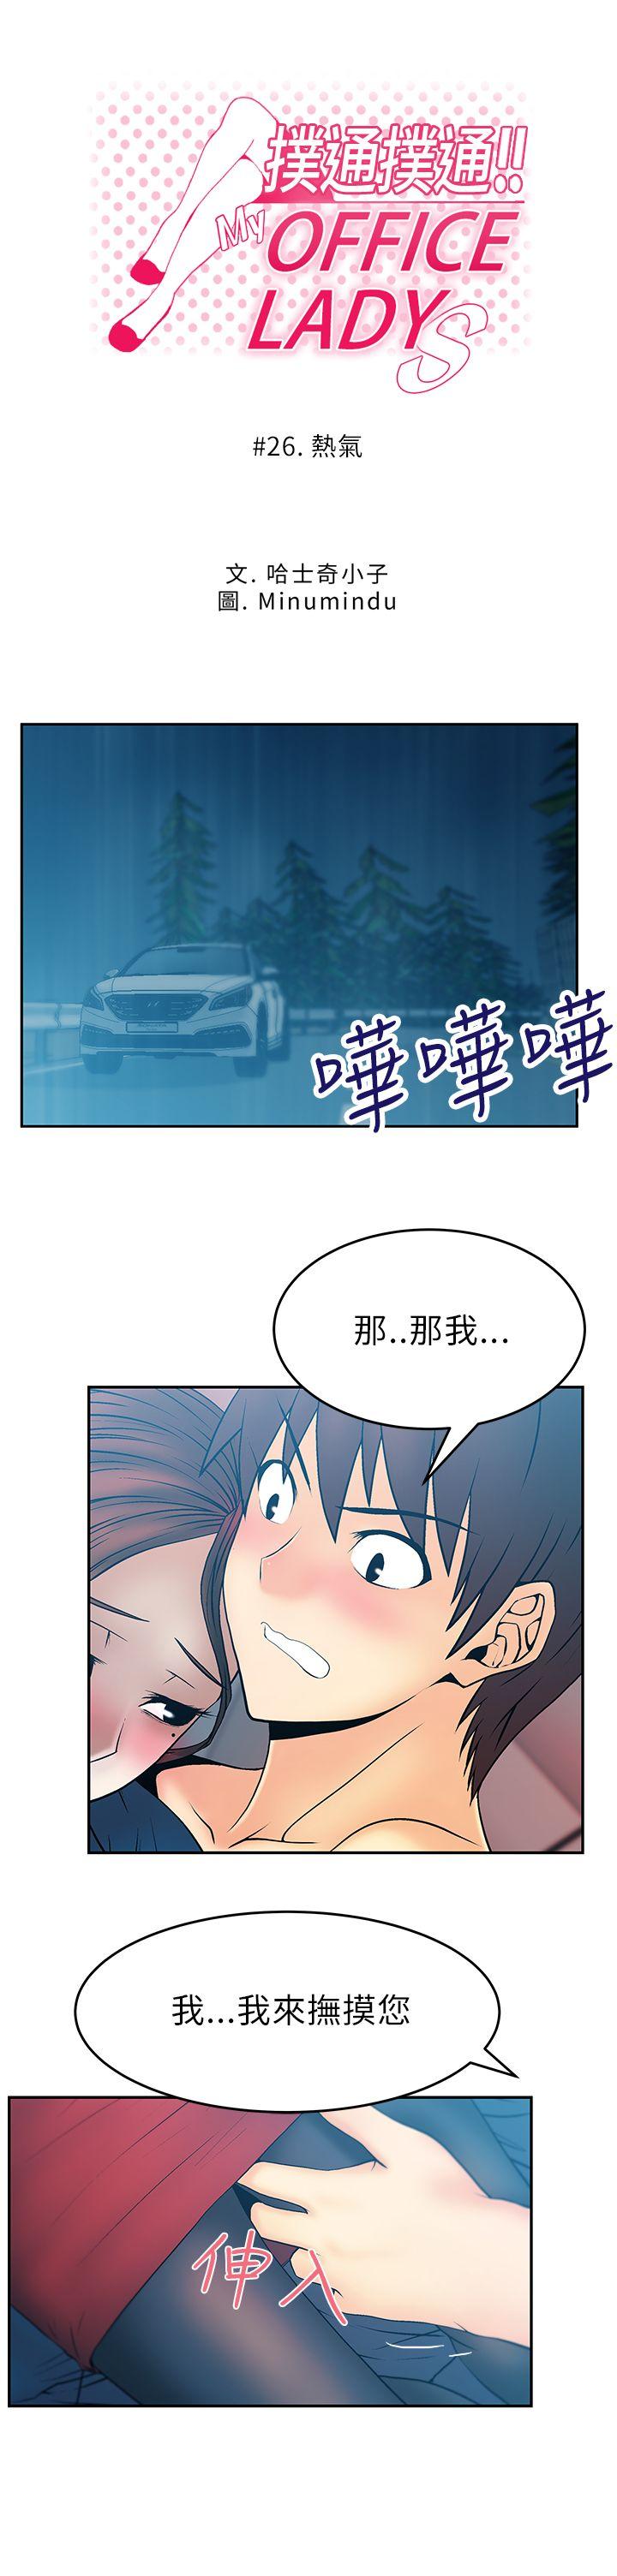 撲通撲通!!
My OFFICE
LADYS
#26. 熱氣
文. 哈士奇小子
圖. Minumindu
嘩 嘩 嘩
那..那我...
我...我來撫摸您
伸入